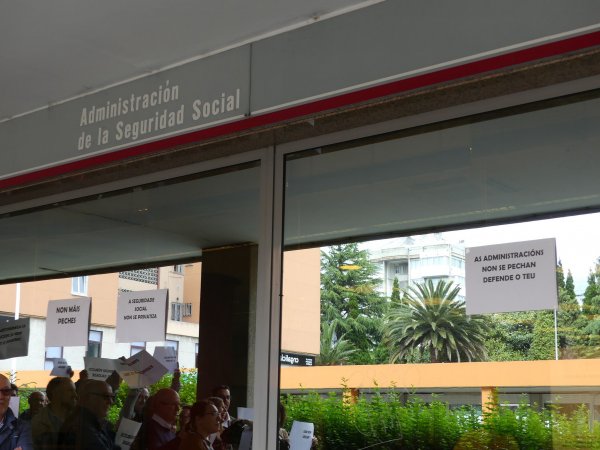 Administración
de la Seguridad Social
AS ADMINISTRACIÓNS
NON SE PECHAN
DEFENDE O TEU
NON MÁIS
PECHES
A SEGURIDADE
SOCIAL
NON SE PRIVATIZA